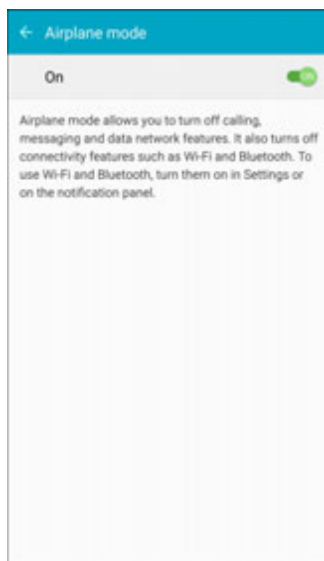 Airplane mode
On
ON
Airplane mode allows you to turn off calling,
messaging and data network features. It also turns off
connectivity features such as Wi-Fi and Bluetooth. To
use Wi-Fi and Bluetooth, turn them on in Settings or
on the notification panel.